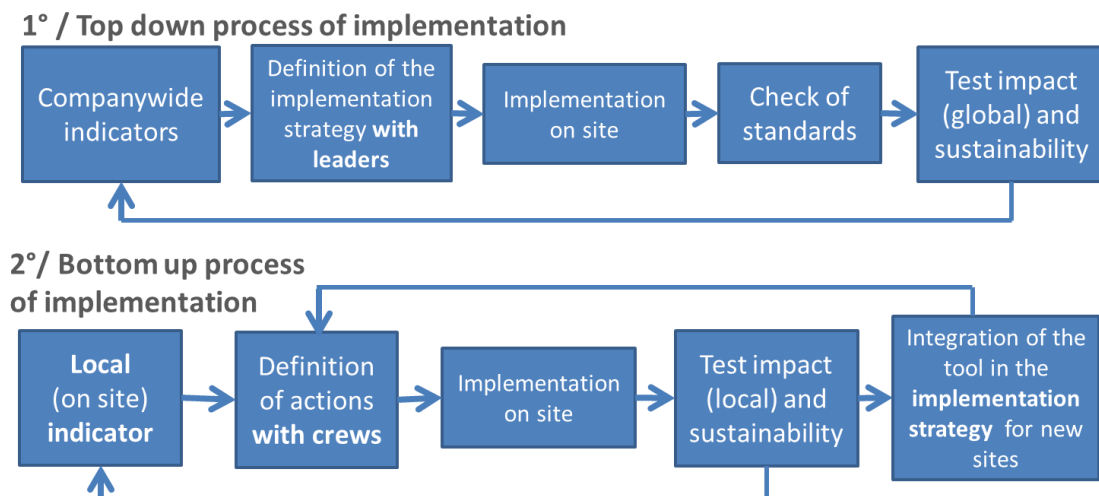 1° / Top down process of implementation
Companywide
indicators
Definition of the
implementation
strategy with
leaders
Implementation
on site
Check of
standards
Test impact
(global) and
sustainability
2°/ Bottom up process
of implementation
Local
(on site)
indicator
Definition
of actions
with crews
Implementation
on site
Test impact
(local) and
sustainability
Integration of the
tool in the
implementation
strategy for new
sites